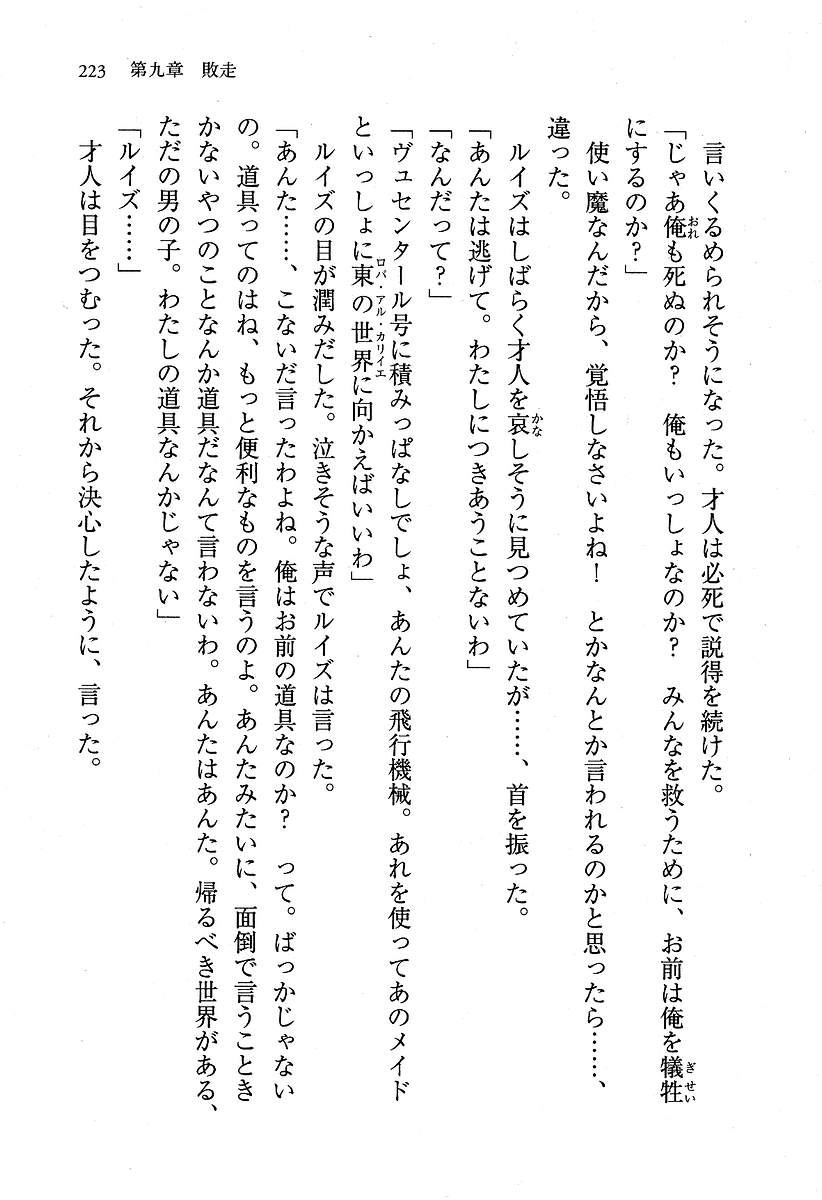 223 第九章 敗走
言いくるめられそうになった。才人は必死で説得を続けた。
「じゃあ俺も死ぬのか? 俺もいっしょなのか? みんなを救うために、お前は俺を犠牲
にするのか?」
使い魔なんだから、覚悟しなさいよね! とかなんとか言われるのかと思ったら……、
違った。
ルイズはしばらく才人を哀しそうに見つめていたが……、首を振った。
「あんたは逃げて。わたしにつきあうことないわ」
「なんだって?」
「ヴュセンタール号に積みっぱなしでしょ、あんたの飛行機械。あれを使ってあのメイド
といっしょに東の世界に向かえばいいわ」
ルイズの目が潤みだした。泣きそうな声でルイズは言った。
「あんた……、こないだ言ったわよね。俺はお前の道具なのか? って。ばっかじゃない
の。道具ってのはね、もっと便利なものを言うのよ。あんたみたいに、面倒で言うことき
かないやつのことなんか道具だなんて言わないわ。あんたはあんた。帰るべき世界がある、
ただの男の子。わたしの道具なんかじゃない」
「ルイズ……」
才人は目をつむった。それから決心したように、言った。